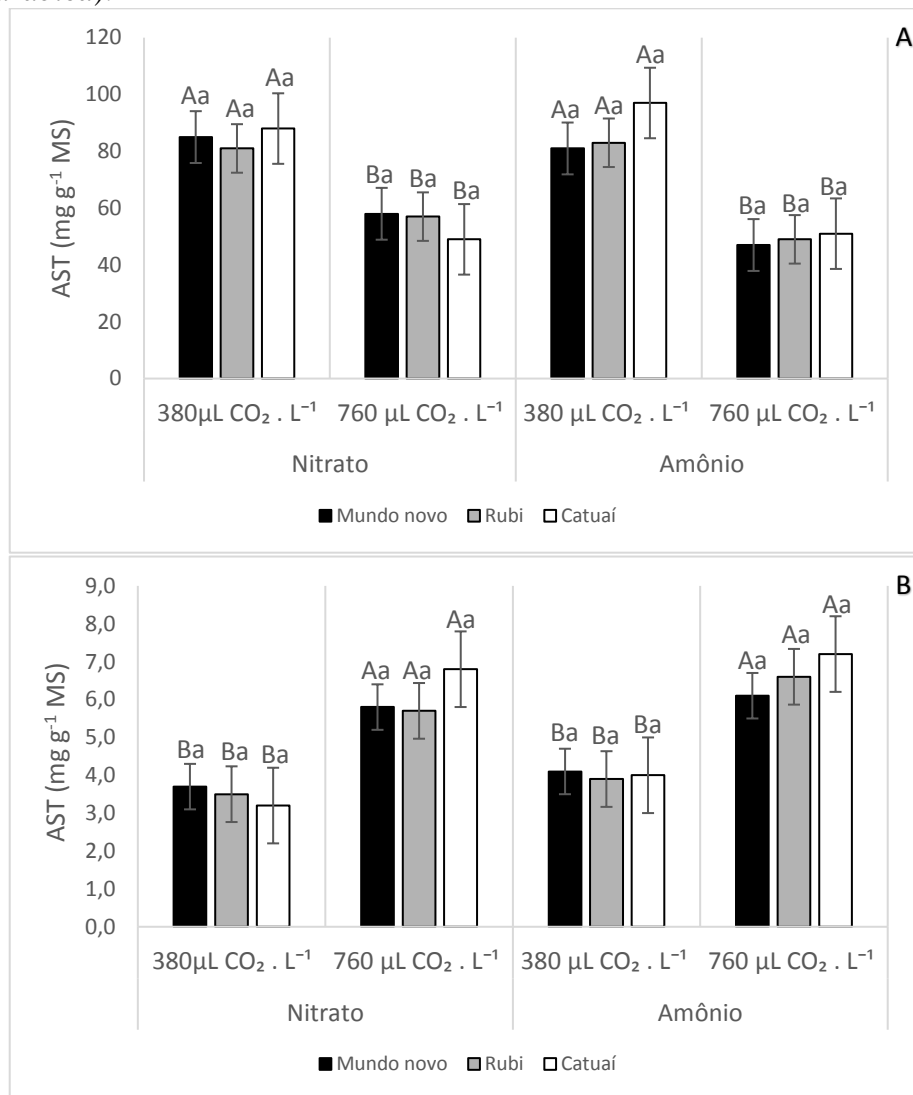 A
120
100
80
60
40
20
0
AST (mg g⁻¹ MS)
Aa Aa Aa Ba Ba Ba Aa Aa Aa Ba Ba Ba
380µL CO₂ . L⁻¹ 760 µL CO₂ . L⁻¹ 380 µL CO₂ . L⁻¹ 760 µL CO₂ . L⁻¹
Nitrato Amônio
Mundo novo Rubi Catuaí
B
9,0
8,0
7,0
6,0
5,0
4,0
3,0
2,0
1,0
0,0
AST (mg g⁻¹ MS)
Ba Ba Ba Aa Aa Aa Ba Ba Ba Aa Aa Aa
380µL CO₂ . L⁻¹ 760 µL CO₂ . L⁻¹ 380 µL CO₂ . L⁻¹ 760 µL CO₂ . L⁻¹
Nitrato Amônio
Mundo novo Rubi Catuaí